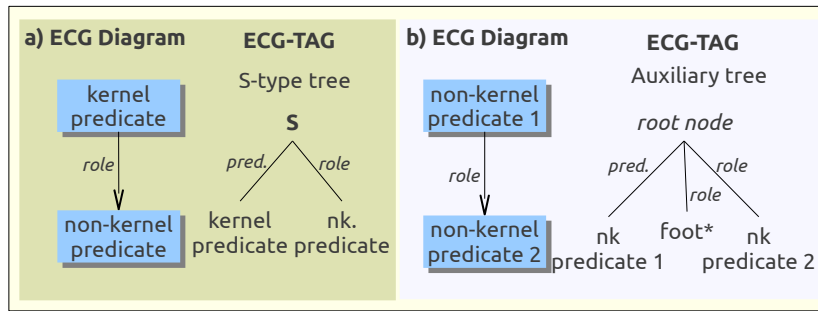 a) ECG Diagram
ECG-TAG
S-type tree
kernel
predicate
role
non-kernel
predicate
S
pred.
role
kernel
predicate
nk.
predicate
b) ECG Diagram
ECG-TAG
Auxiliary tree
non-kernel
predicate 1
role
non-kernel
predicate 2
root node
pred.
role
role
nk
predicate 1
foot*
nk
predicate 2